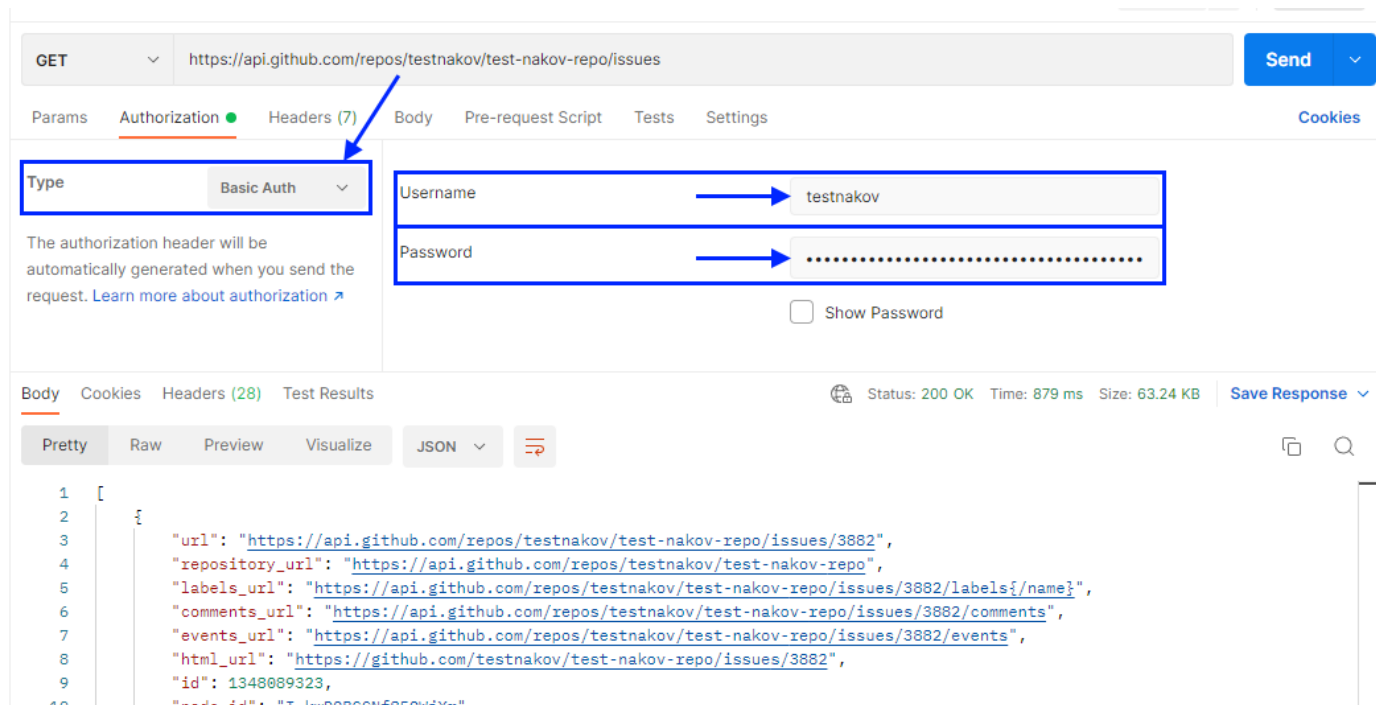 GET https://api.github.com/repos/testnakov/test-nakov-repo/issues Send
Params Authorization Headers (7) Body Pre-request Script Tests Settings Cookies
Type Basic Auth
The authorization header will be
automatically generated when you send the
request. Learn more about authorization ↗
Username testnakov
Password ••••••••••••••••••••••••••••••••••••••
Show Password
Body Cookies Headers (28) Test Results Status: 200 OK Time: 879 ms Size: 63.24 KB Save Response
Pretty Raw Preview Visualize JSON
1 [
2 {
3 "url": "https://api.github.com/repos/testnakov/test-nakov-repo/issues/3882",
4 "repository_url": "https://api.github.com/repos/testnakov/test-nakov-repo",
5 "labels_url": "https://api.github.com/repos/testnakov/test-nakov-repo/issues/3882/labels{/name}",
6 "comments_url": "https://api.github.com/repos/testnakov/test-nakov-repo/issues/3882/comments",
7 "events_url": "https://api.github.com/repos/testnakov/test-nakov-repo/issues/3882/events",
8 "html_url": "https://github.com/testnakov/test-nakov-repo/issues/3882",
9 "id": 1348089323,